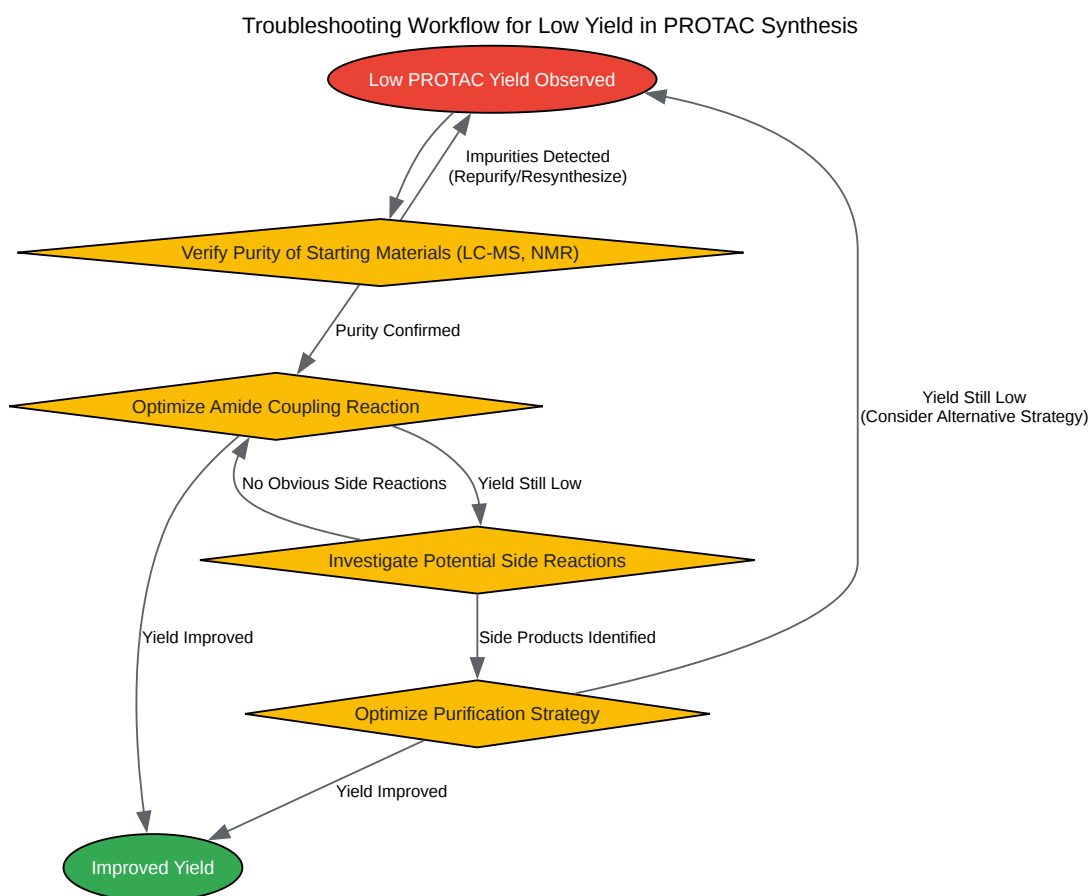 Troubleshooting Workflow for Low Yield in PROTAC Synthesis
Low PROTAC Yield Observed
Impurities Detected
(Repurify/Resynthesize)
Verify Purity of Starting Materials (LC-MS, NMR)
Purity Confirmed
Optimize Amide Coupling Reaction
Yield Still Low
(Consider Alternative Strategy)
No Obvious Side Reactions
Yield Still Low
Investigate Potential Side Reactions
Yield Improved
Side Products Identified
Optimize Purification Strategy
Yield Improved
Improved Yield